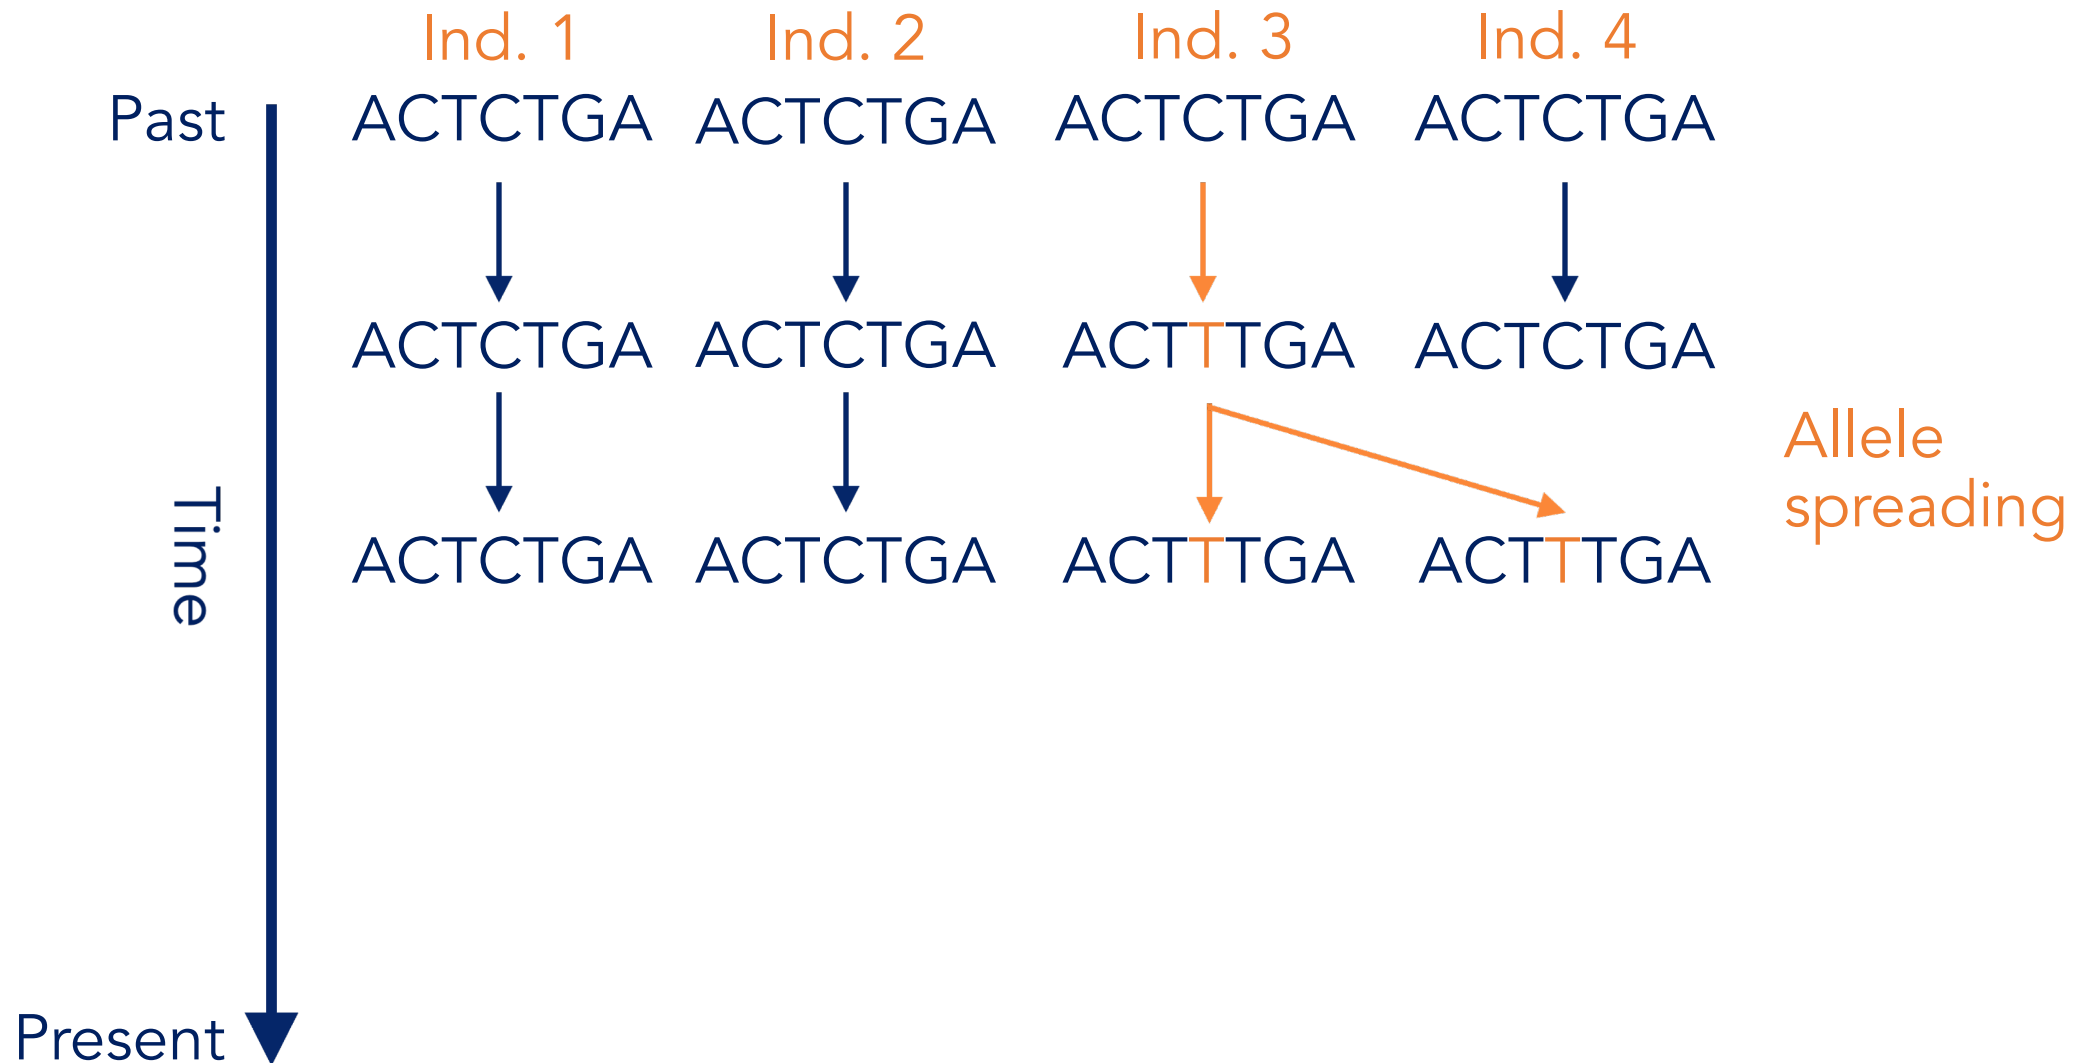 Ind. 1 Ind. 2 Ind. 3 Ind. 4
Past ACTCTGA ACTCTGA ACTCTGA ACTCTGA
ACTCTGA ACTCTGA ACTTTGA ACTCTGA
Allele
spreading
Time
ACTCTGA ACTCTGA ACTTTGA ACTTTGA
Present